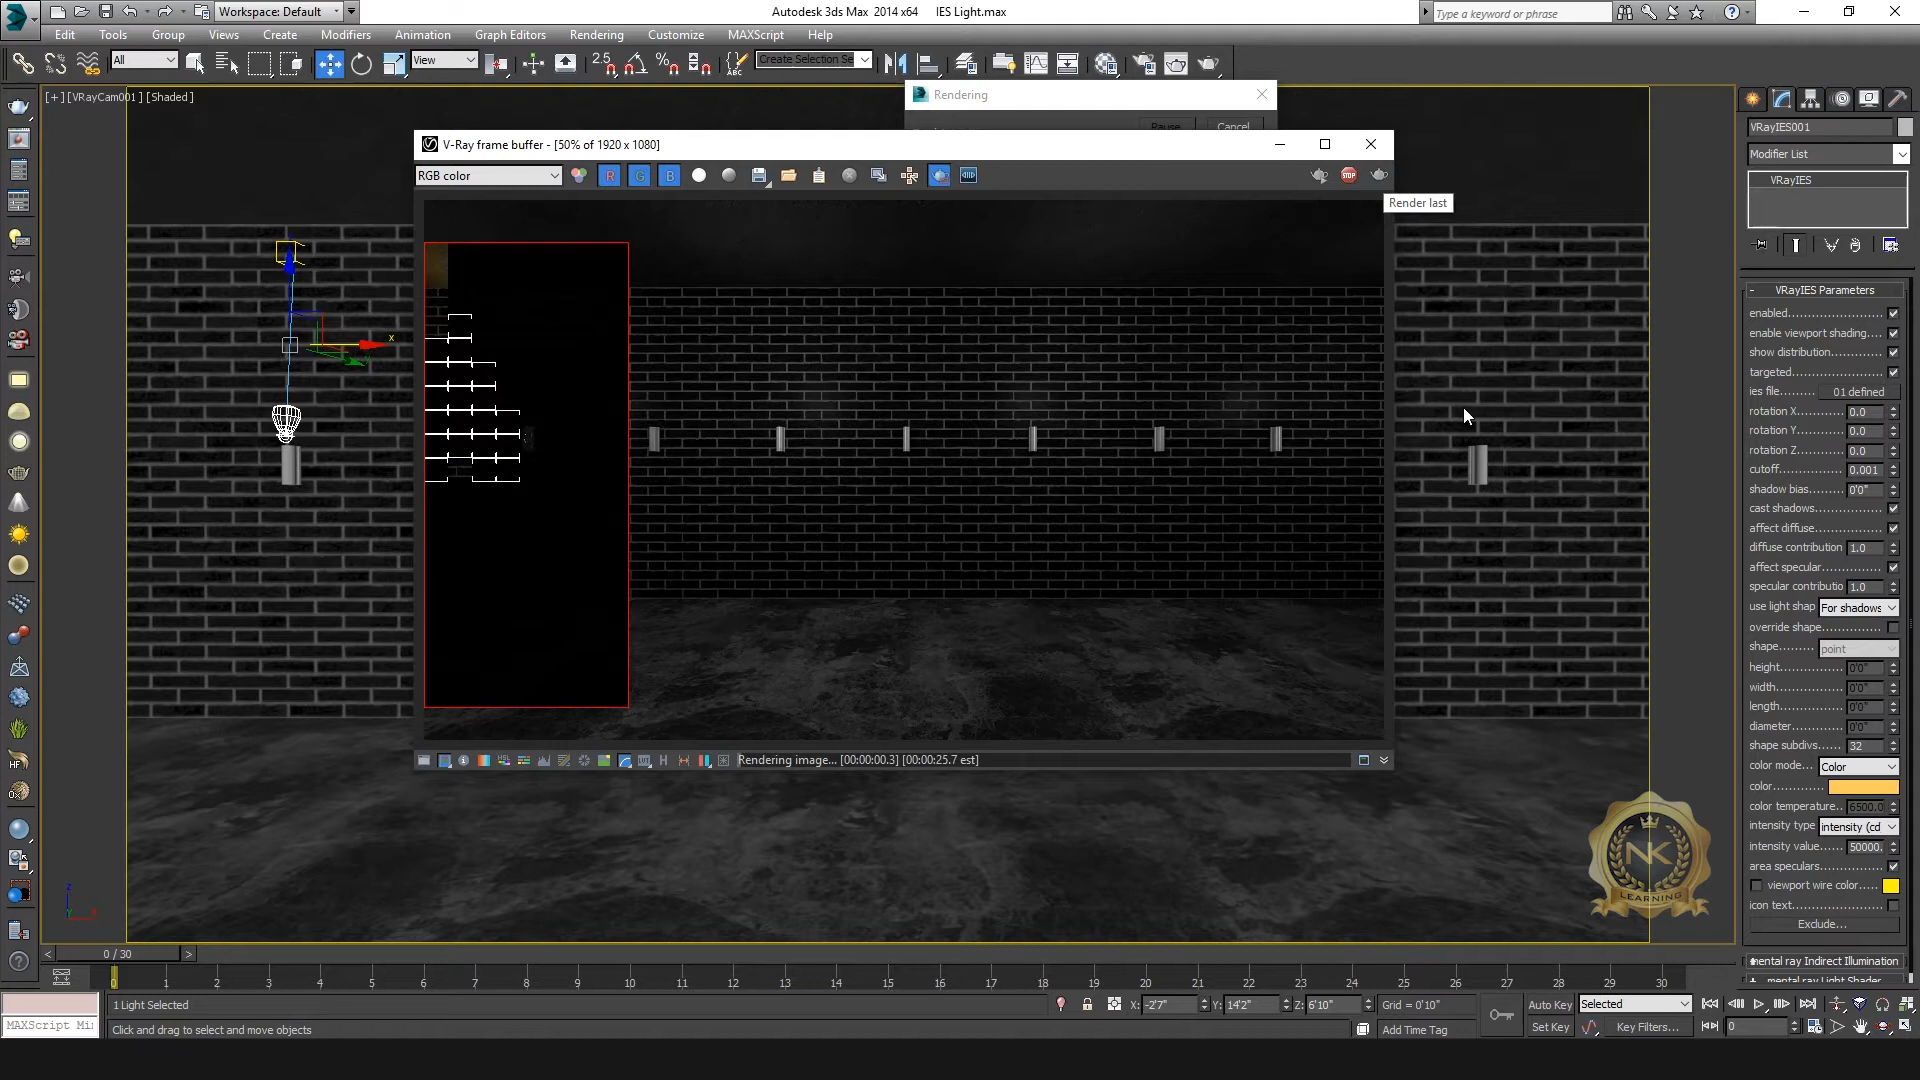 Workspace: Default
Autodesk 3ds Max 2014 x64 IES Light.max
Type a keyword or phrase
Edit Tools Group Views Create Modifiers Animation Graph Editors Rendering Customize MAXScript Help
All
View
2.5
Create Selection Se
[+] [VRayCam001] [Shaded]
Rendering
Pause Cancel
V-Ray frame buffer - [50% of 1920 x 1080]
RGB color
R G B
STOP
Render last
Rendering image... [00:00:00.3] [00:00:25.7 est]
x
VRayIES001
Modifier List
VRayIES
- VRayIES Parameters
enabled
enable viewport shading....
show distribution
targeted
ies file........ 01 defined
rotation X.... 0.0
rotation Y.... 0.0
rotation Z.... 0.0
cutoff 0.001
shadow bias........ 0'0"
cast shadows
affect diffuse
diffuse contribution 1.0
affect specular
specular contributio 1.0
use light shap For shadows
override shape
shape........ point
height 0'0"
width 0'0"
length 0'0"
diameter 0'0"
shape subdivs...... 32
color mode... Color
color
color temperature.. 6500.0
intensity type intensity (cd
intensity value..... 50000.
area speculars
viewport wire color
icon text
Exclude...
mental ray Indirect Illumination
mental ray Light Shader
NK
LEARNING
z
x
HF
< 0 / 30 >
0 1 2 3 4 5 6 7 8 9 10 11 12 13 14 15 16 17 18 19 20 21 22 23 24 25 26 27 28 29 30
1 Light Selected
X: -2'7" Y: 14'2" Z: 6'10" Grid = 0'10"
Auto Key Selected
MAXScript Mi
Click and drag to select and move objects
Add Time Tag
Set Key Key Filters... 0